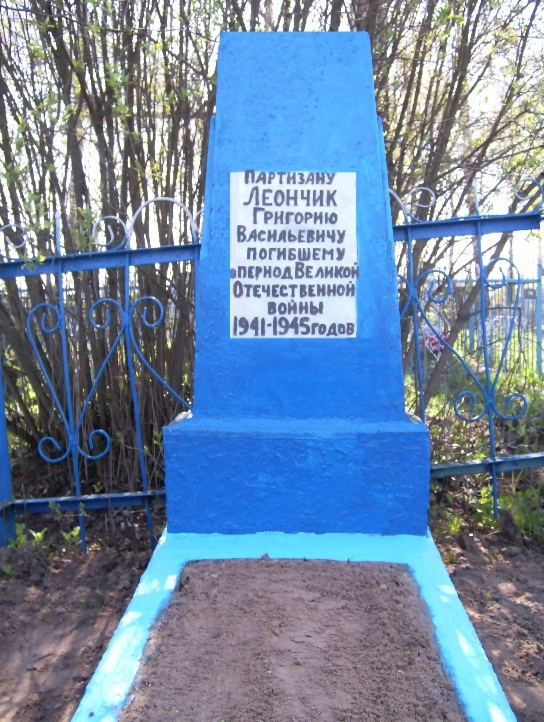 ПАРТИЗАНУ
ЛЕОНЧИК
ГРИГОРИЮ
ВАСИЛЬЕВИЧУ
ПОГИБШЕМУ
в ПЕРИОД ВЕЛИКОЙ
ОТЕЧЕСТВЕННОЙ
ВОЙНЫ
1941-1945 годов